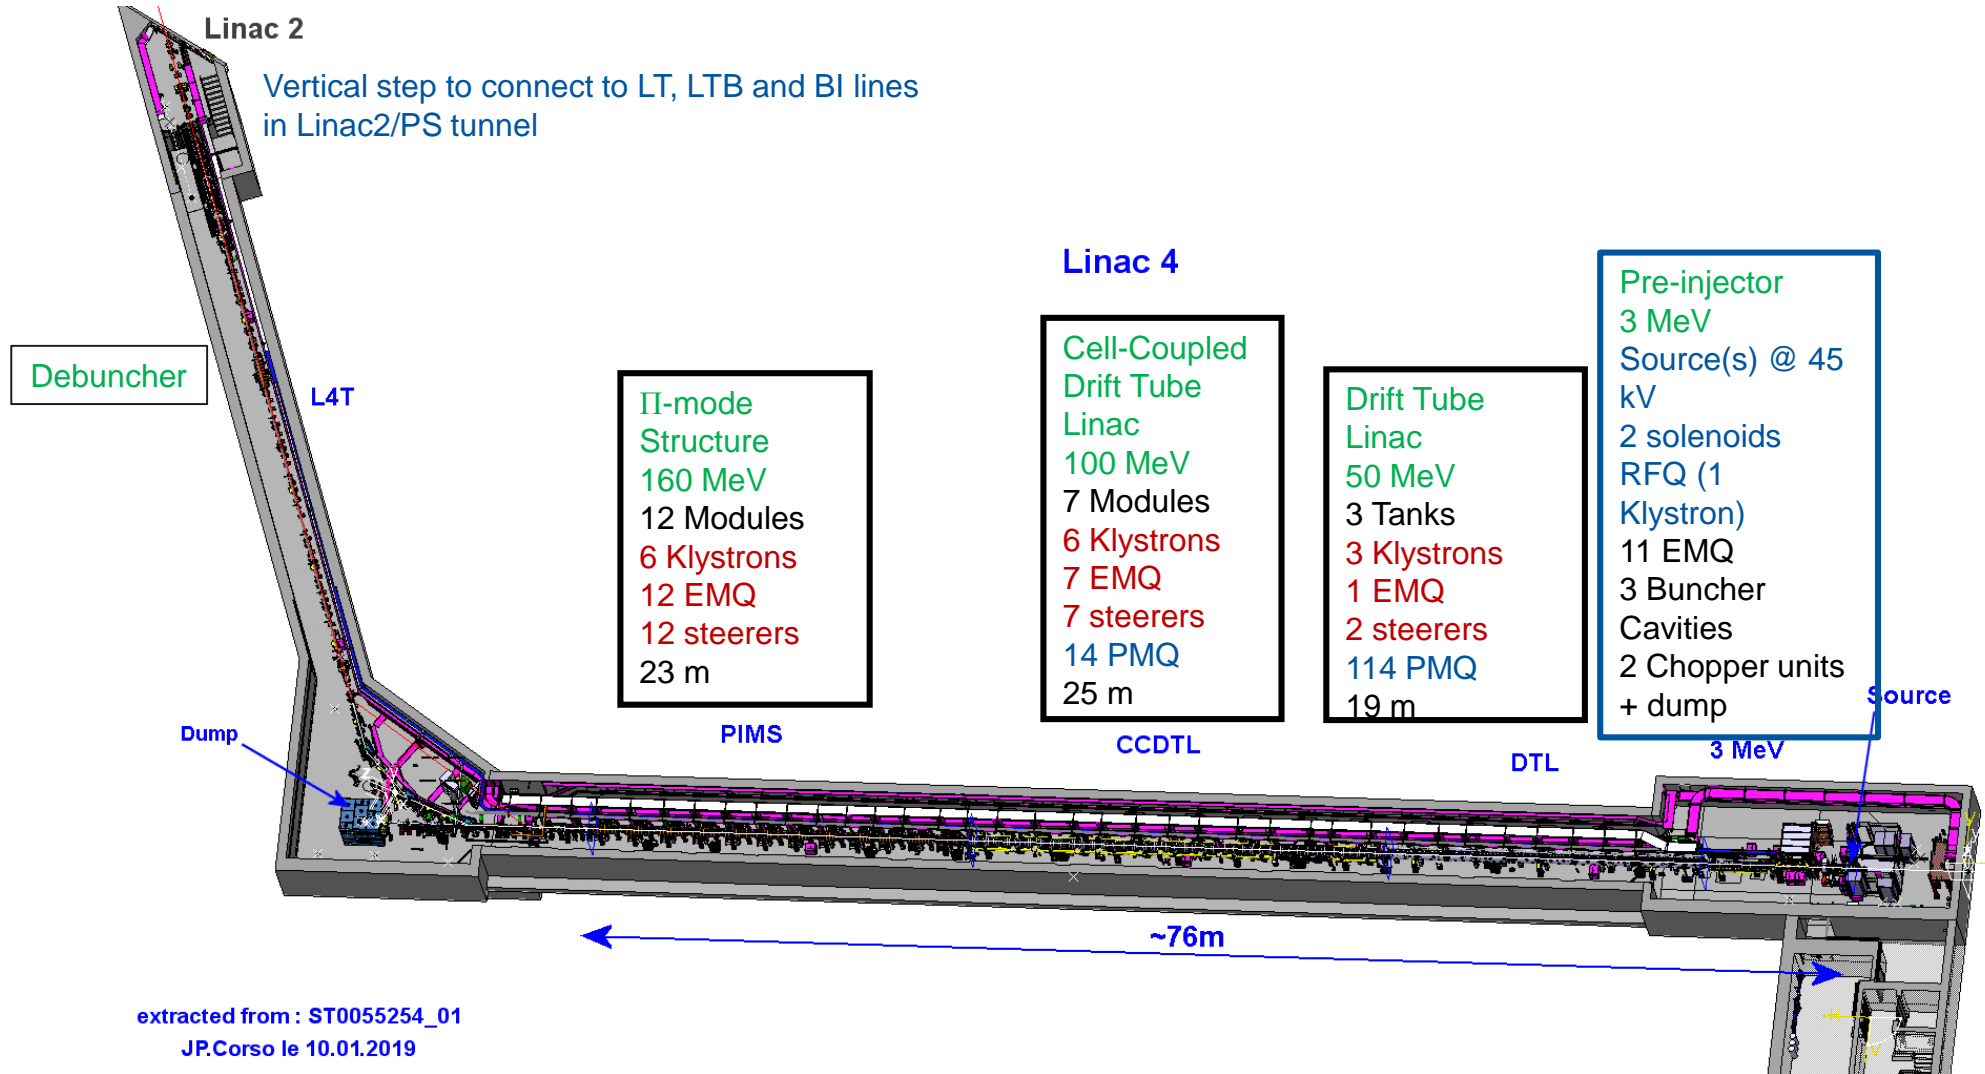 Linac 2
Vertical step to connect to LT, LTB and BI lines
in Linac2/PS tunnel
Debuncher
L4T
Linac 4
Π-mode
Structure
160 MeV
12 Modules
6 Klystrons
12 EMQ
12 steerers
23 m
PIMS
Cell-Coupled
Drift Tube
Linac
100 MeV
7 Modules
6 Klystrons
7 EMQ
7 steerers
14 PMQ
25 m
CCDTL
Drift Tube
Linac
50 MeV
3 Tanks
3 Klystrons
1 EMQ
2 steerers
114 PMQ
19 m
DTL
Pre-injector
3 MeV
Source(s) @ 45
kV
2 solenoids
RFQ (1
Klystron)
11 EMQ
3 Buncher
Cavities
2 Chopper units
+ dump
Source
3 MeV
Dump
~76m
extracted from : ST0055254_01
JP.Corso le 10.01.2019